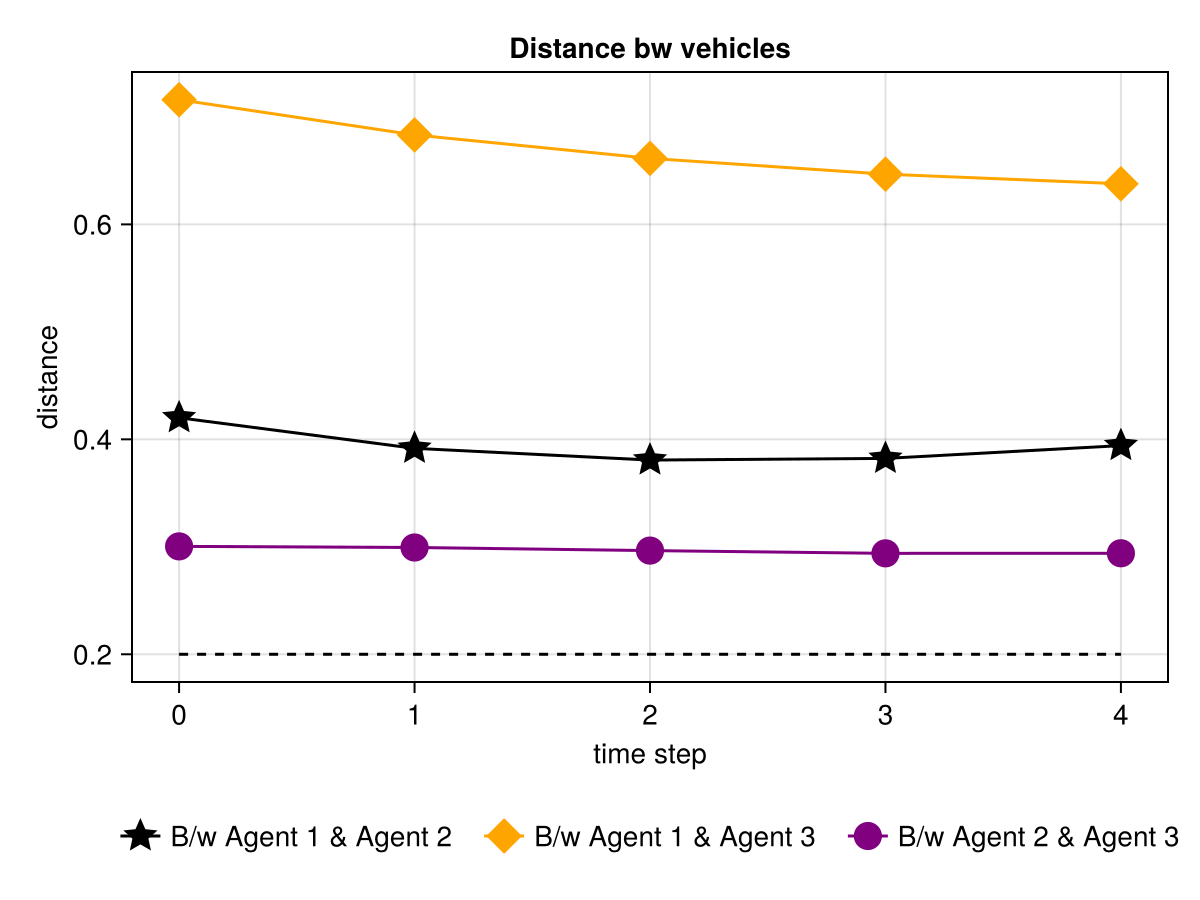 Distance bw vehicles
distance
0.6
0.4
0.2
0 1 2 3 4
time step
B/w Agent 1 & Agent 2 B/w Agent 1 & Agent 3 B/w Agent 2 & Agent 3